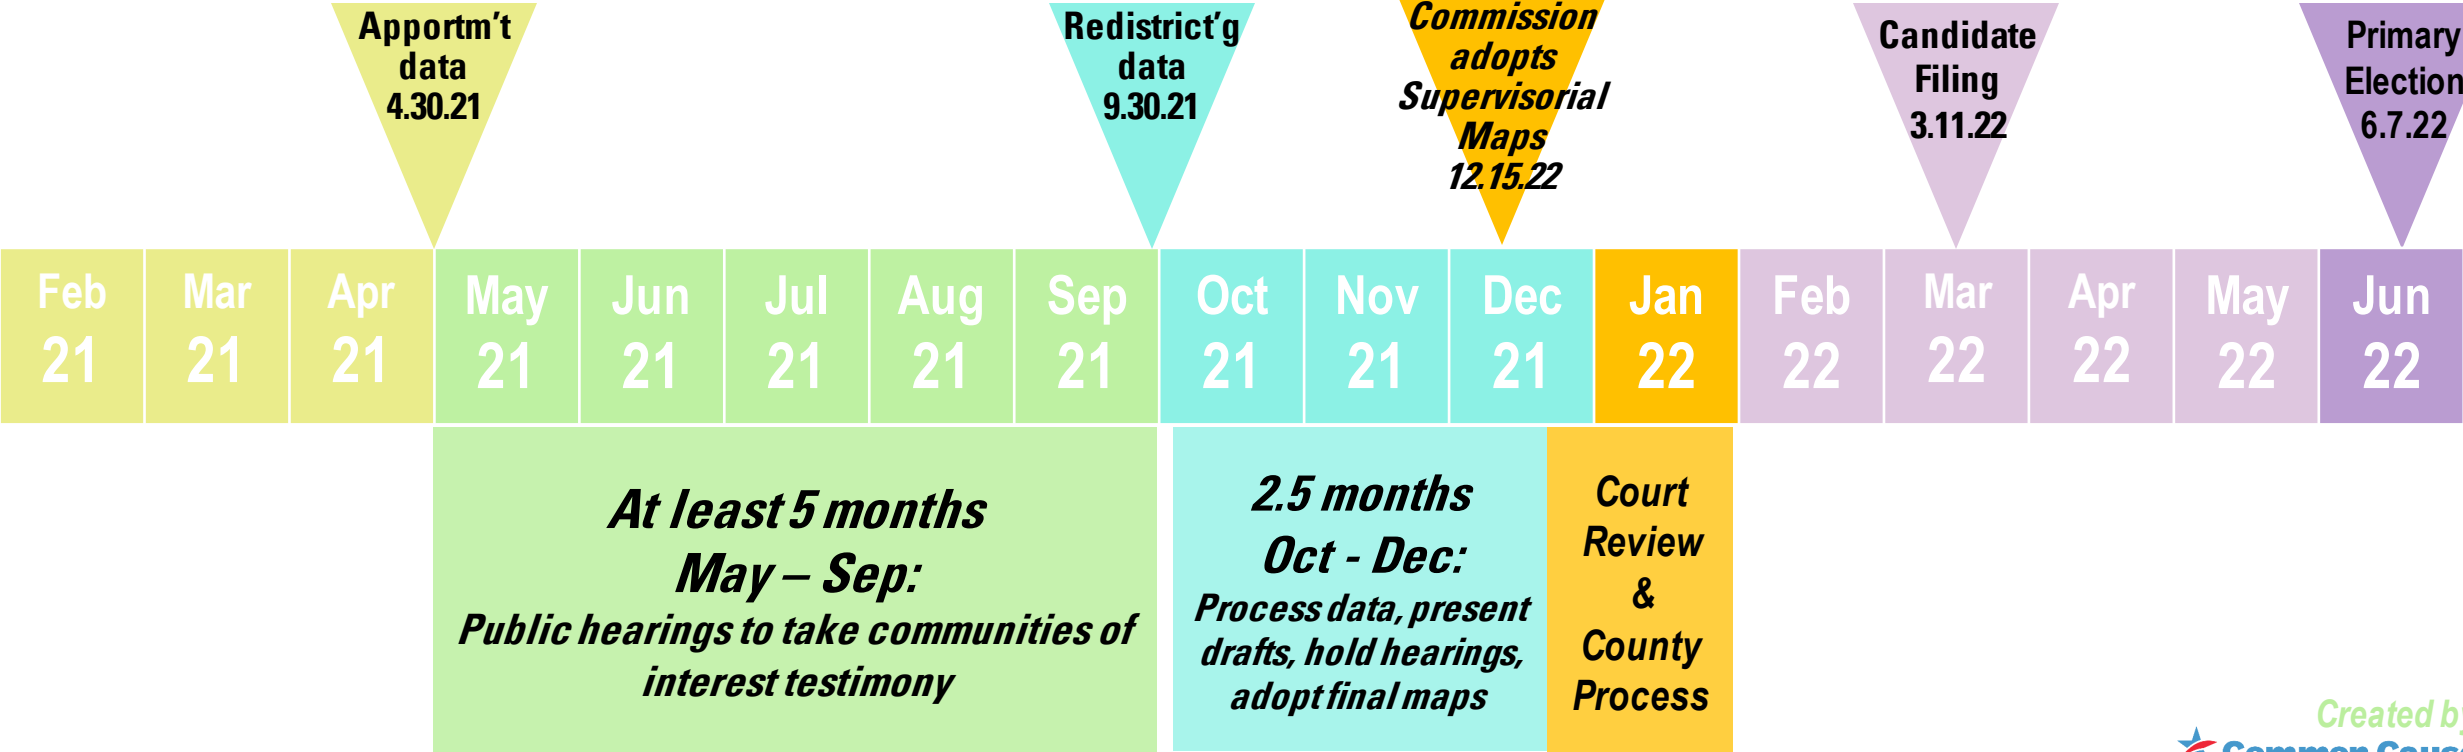 Apportm’t
data
4.30.21
Redistrict’g
data
9.30.21
Commission
adopts
Supervisorial
Maps
12.15.22
Candidate
Filing
3.11.22
Primary
Election
6.7.22
Feb
21
Mar
21
Apr
21
May
21
Jun
21
Jul
21
Aug
21
Sep
21
Oct
21
Nov
21
Dec
21
Jan
22
Feb
22
Mar
22
Apr
22
May
22
Jun
22
At least 5 months
May – Sep:
Public hearings to take communities of
interest testimony
2.5 months
Oct - Dec:
Process data, present
drafts, hold hearings,
adopt final maps
Court
Review
&
County
Process
Created
Common